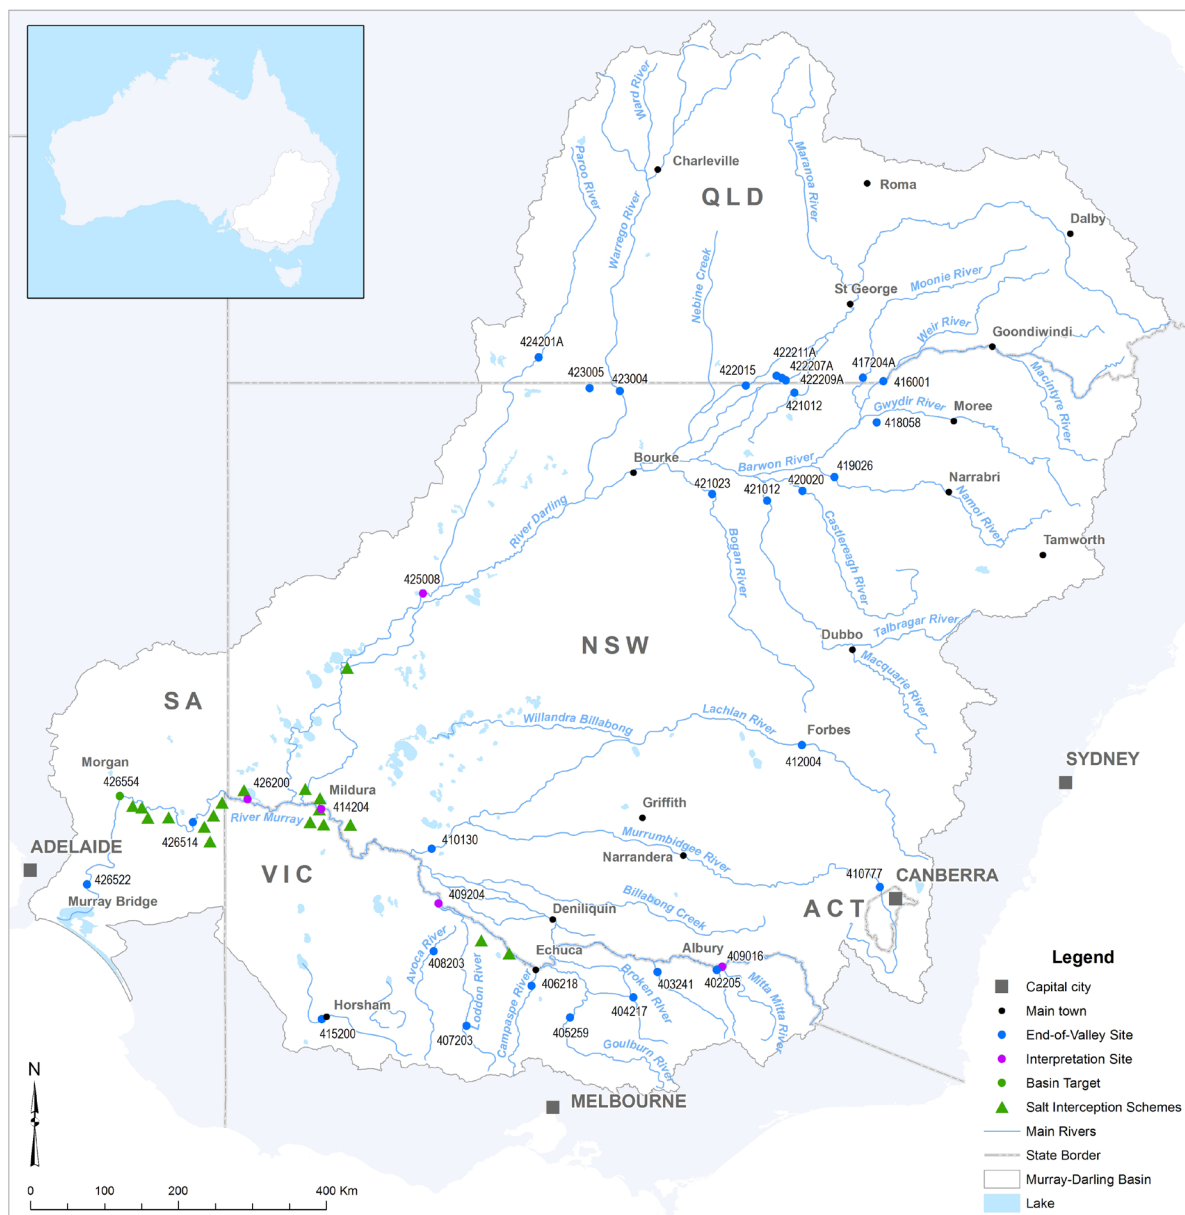 Ward River
Charleville
Paroo River
Maranoa River
Roma
QLD
Warrego River
Dalby
Nebine Creek
Moonie River
St George
Weir River
Goondiwindi
424201A
422211A
422207A
417204A
423005
423004
422015
422209A
416001
Macintyre River
421012
Gwydir River
Moree
418058
Bourke
Barwon River
419026
Narrabri
421023
421012
420020
Namoi River
River Darling
Castlereagh River
Bogan River
Tamworth
425008
Talbragar River
Dubbo
NSW
Macquarie River
SA
Willandra Billabong
Lachlan River
Forbes
412004
SYDNEY
Morgan
426554
426200
Mildura
414204
Griffith
River Murray
426514
Murrumbidgee River
410130
Narrandera
ADELAIDE
VIC
410777
CANBERRA
426522
Murray Bridge
409204
Billabong Creek
ACT
Deniliquin
Avoca River
408203
Echuca
Albury
409016
Loddon River
Campaspe River
406218
Broken River
403241
402205
Mitta Mitta River
Horsham
415200
407203
405259
404217
Goulburn River
MELBOURNE
N
0
100
200
400 Km
Legend
Capital city
Main town
End-of-Valley Site
Interpretation Site
Basin Target
Salt Interception Schemes
Main Rivers
State Border
Murray-Darling Basin
Lake